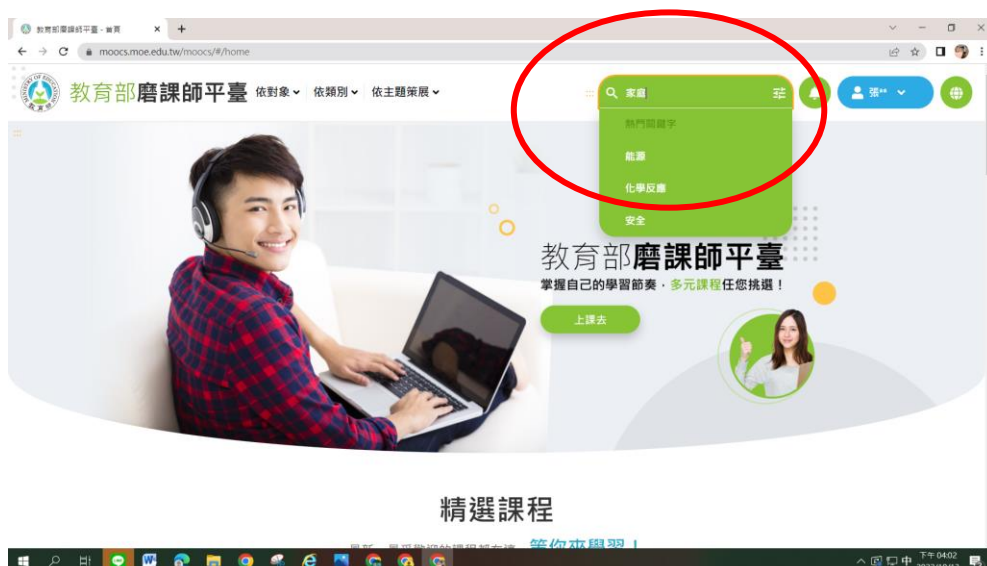 教育部磨課師平臺 - 首頁
moocs.moe.edu.tw/moocs/#/home
教育部磨課師平臺 依對象 依類別 依主題策展 家庭 張**
熱門關鍵字
能源
化學反應
安全
教育部磨課師平臺
掌握自己的學習節奏，多元課程任您挑選！
上課去
精選課程
等你來學習！
中 下午 04:02